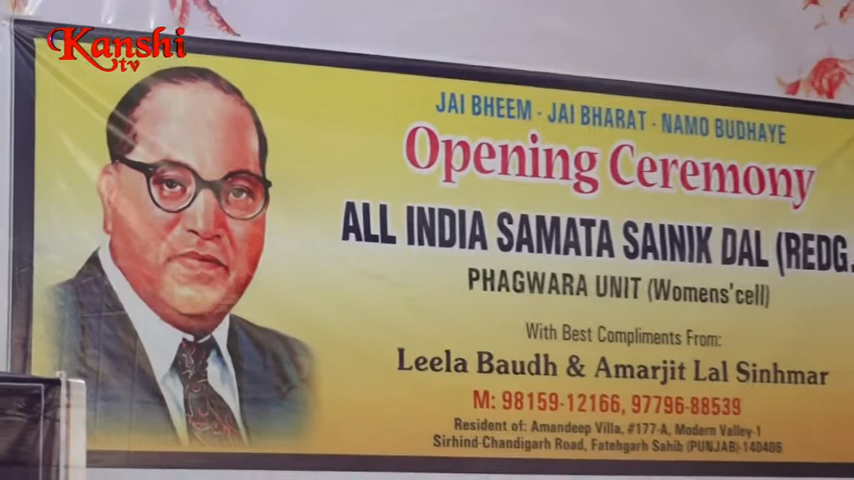 Kanshi
tv
JAI BHEEM - JAI BHARAT - NAMO BUDHAYE
Opening Ceremony
ALL INDIA SAMATA SAINIK DAL (REDG.
PHAGWARA UNIT (Womens'cell)
With Best Compliments From:
Leela Baudh & Amarjit Lal Sinhmar
M: 98159-12166, 97796-88539
Resident of: Amandeep Villa, #177-A, Modern Valley-1
Sirhind-Chandigarh Road, Fatehgarh Sahib (PUNJAB)-140406